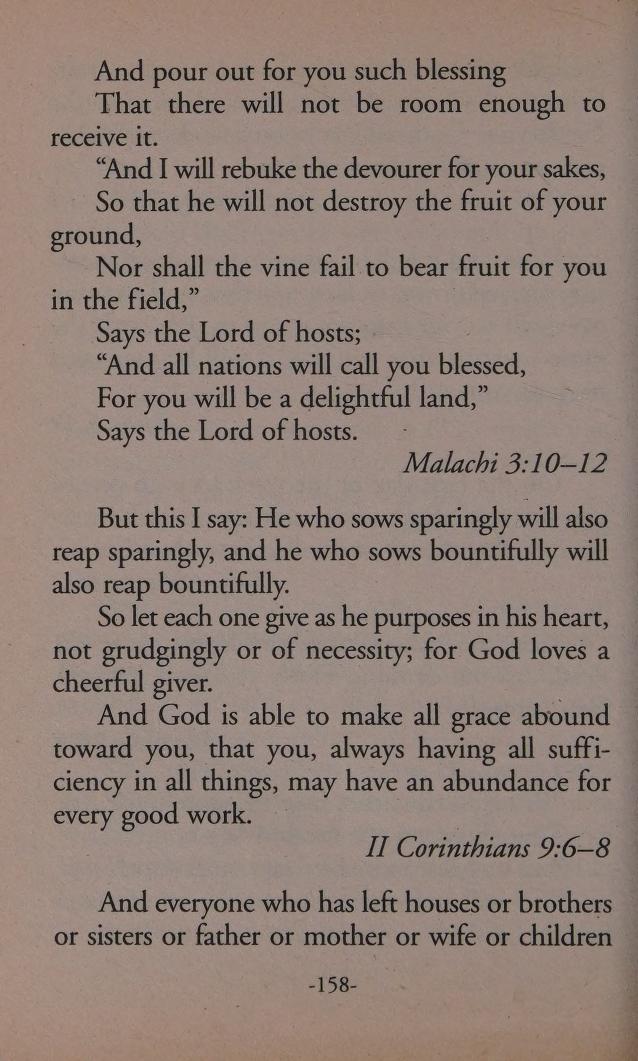 And pour out for you such blessing
That there will not be room enough to
receive it.
“And I will rebuke the devourer for your sakes,
So that he will not destroy the fruit of your
ground,
Nor shall the vine fail to bear fruit for you
in the field,”
Says the Lord of hosts;
“And all nations will call you blessed,
For you will be a delightful land,”
Says the Lord of hosts.
Malachi 3:10–12
But this I say: He who sows sparingly will also
reap sparingly, and he who sows bountifully will
also reap bountifully.
So let each one give as he purposes in his heart,
not grudgingly or of necessity; for God loves a
cheerful giver.
And God is able to make all grace abound
toward you, that you, always having all suffi-
ciency in all things, may have an abundance for
every good work.
II Corinthians 9:6–8
And everyone who has left houses or brothers
or sisters or father or mother or wife or children
-158-